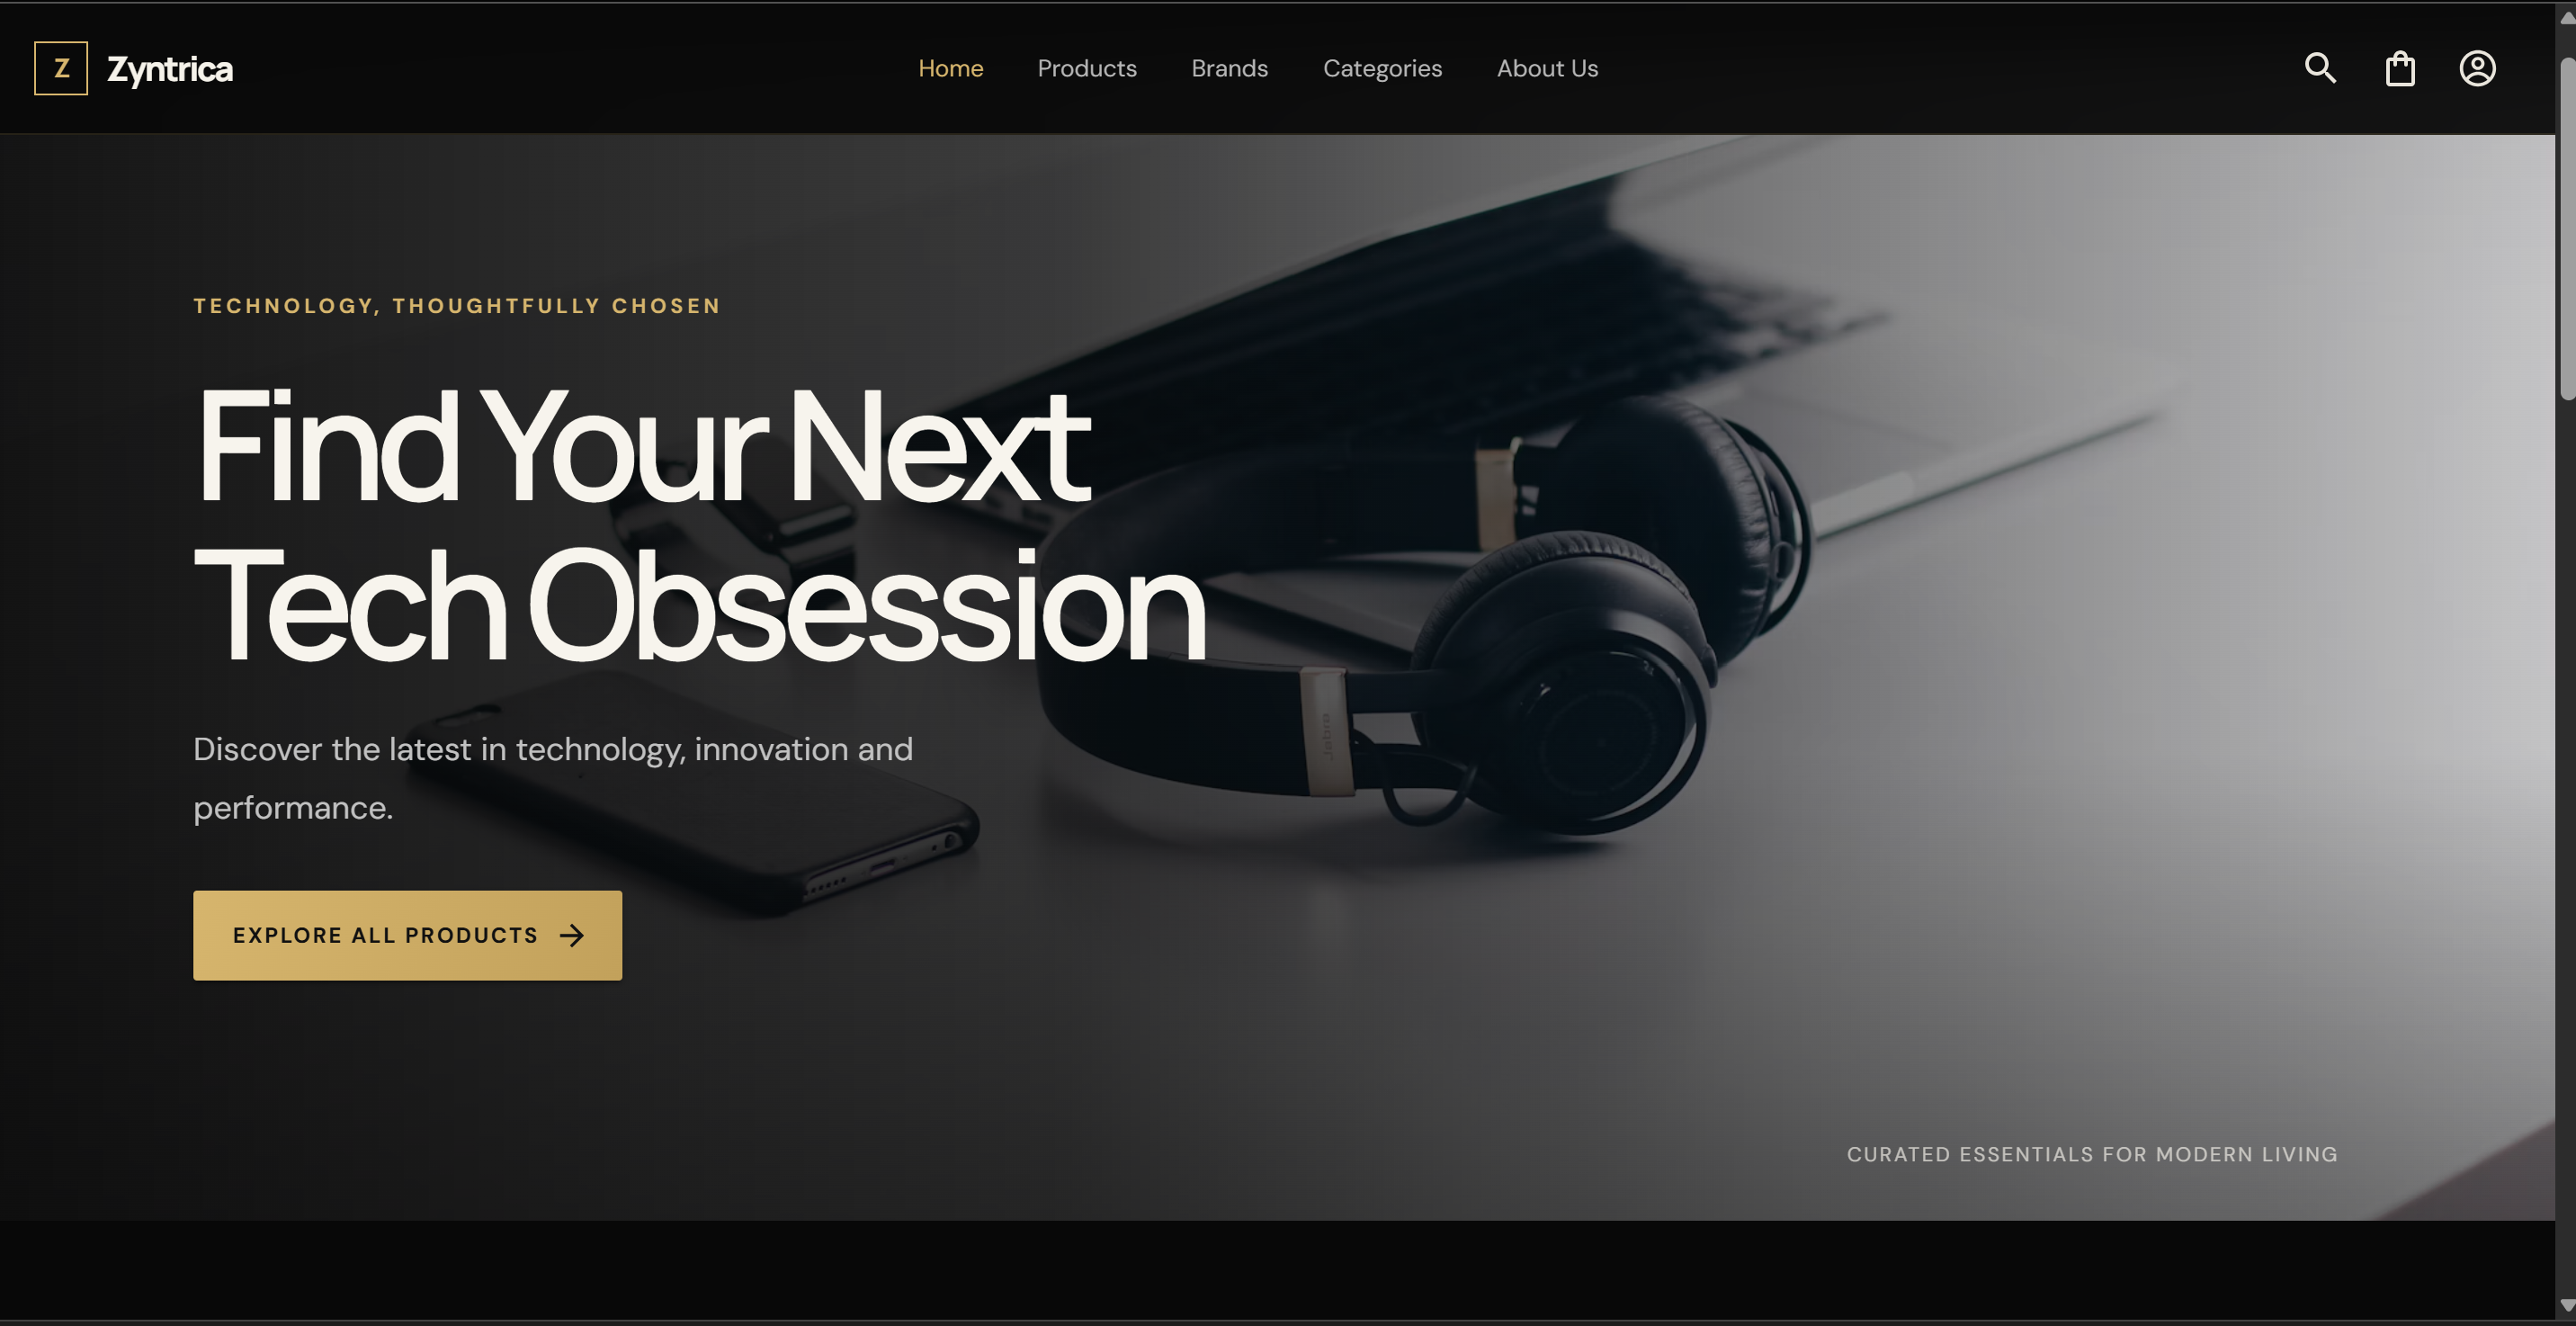 Z
Zyntrica
Home
Products
Brands
Categories
About Us
TECHNOLOGY, THOUGHTFULLY CHOSEN
Find Your Next
Tech Obsession
Discover the latest in technology, innovation and
performance.
EXPLORE ALL PRODUCTS
CURATED ESSENTIALS FOR MODERN LIVING